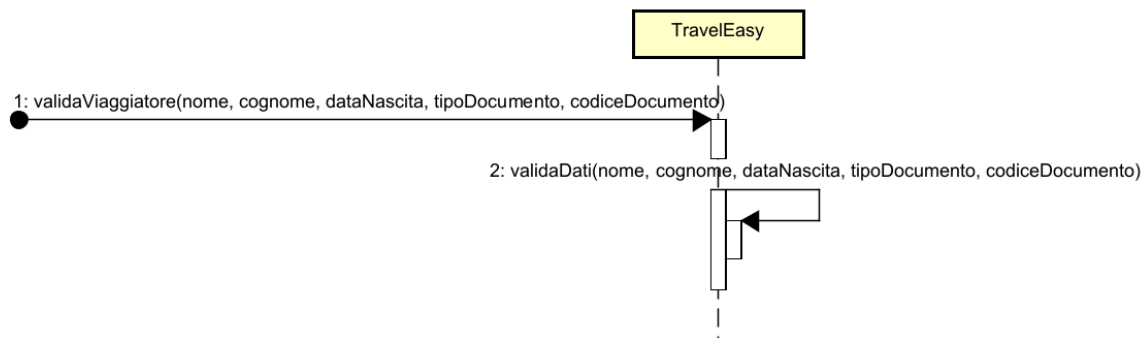 TravelEasy
1: validaViaggiatore(nome, cognome, dataNascita, tipoDocumento, codiceDocumento)
2: validaDati(nome, cognome, dataNascita, tipoDocumento, codiceDocumento)